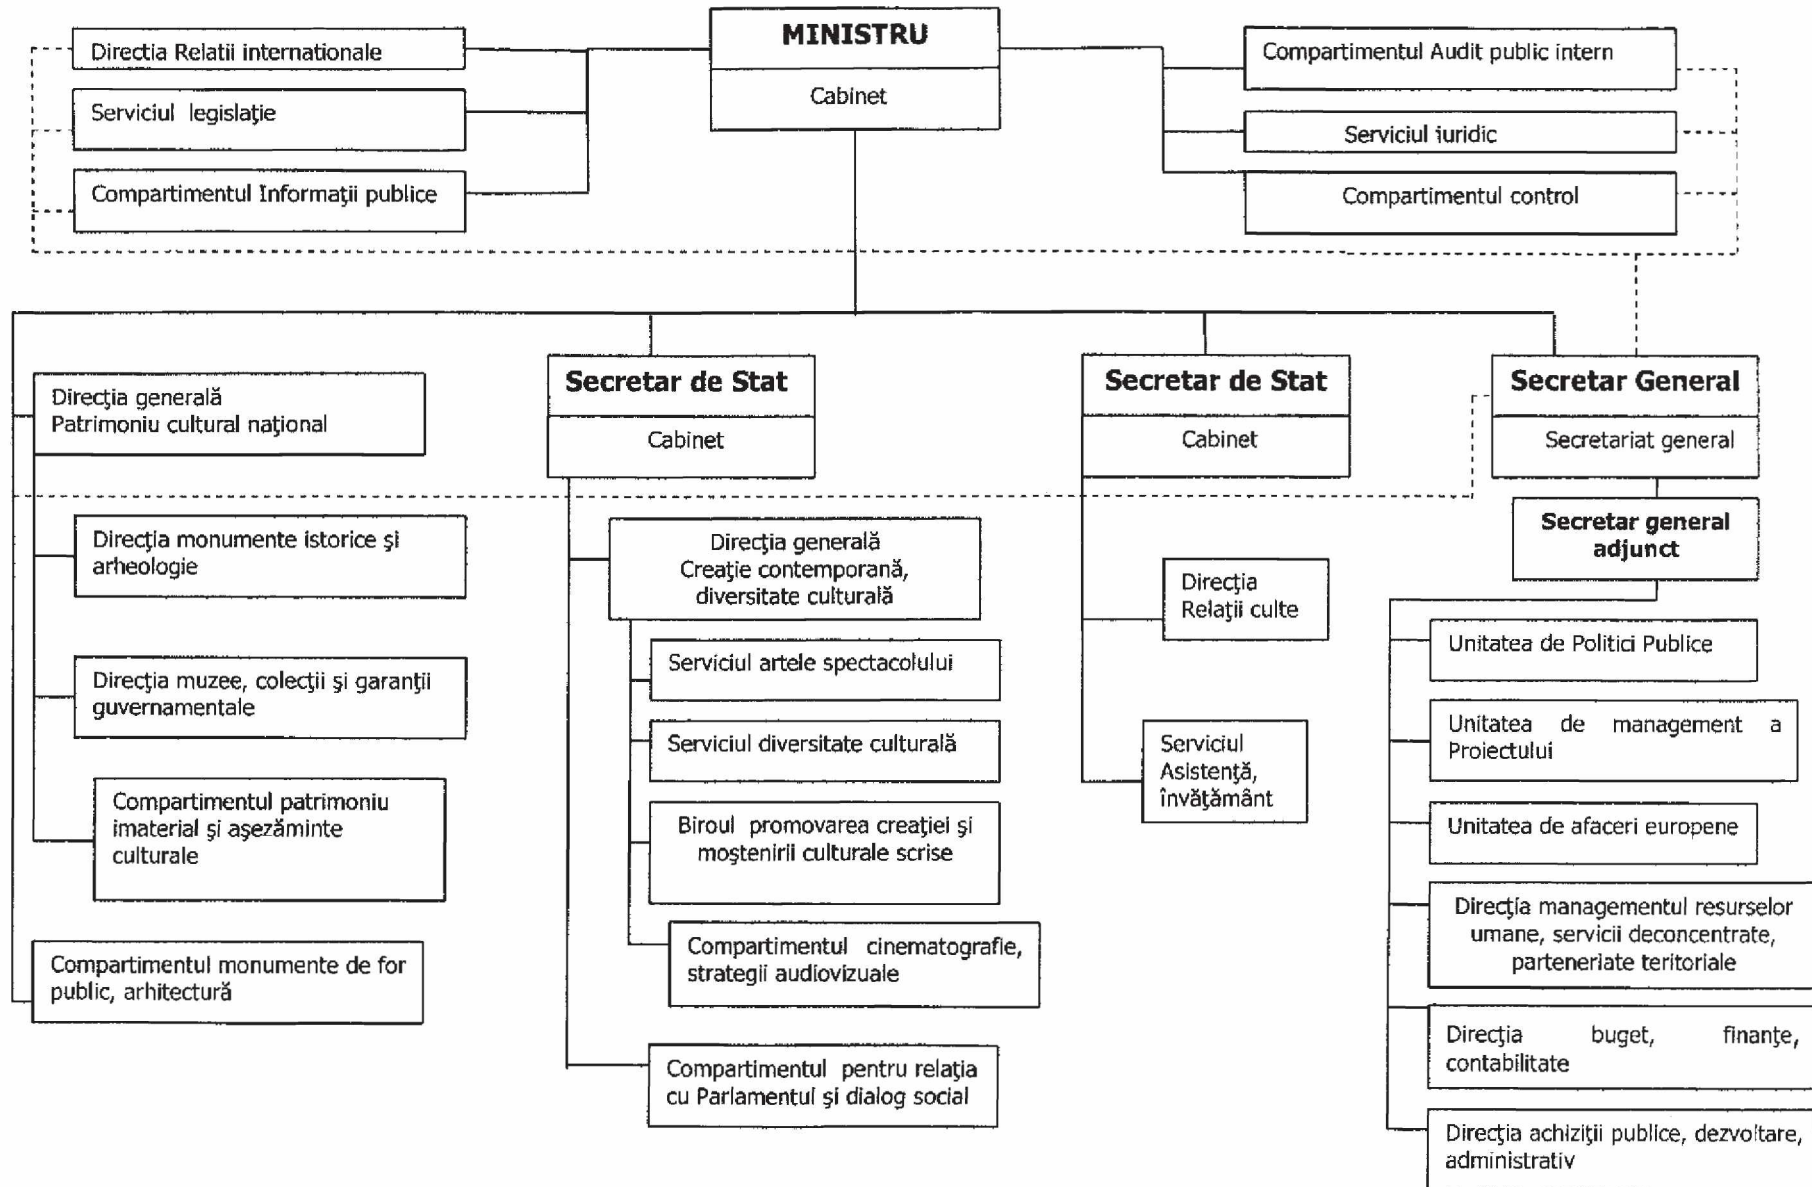 MINISTRU
Cabinet
Directia Relatii internationale
Serviciul legislaţie
Compartimentul Informaţii publice
Compartimentul Audit public intern
Serviciul iuridic
Compartimentul control
Direcţia generală
Patrimoniu cultural naţional
Direcţia monumente istorice şi
arheologie
Direcţia muzee, colecţii şi garanţii
guvernamentale
Compartimentul patrimoniu
imaterial şi aşezăminte
culturale
Compartimentul monumente de for
public, arhitectură
Secretar de Stat
Cabinet
Direcţia generală
Creaţie contemporană,
diversitate culturală
Serviciul artele spectacolului
Serviciul diversitate culturală
Biroul promovarea creaţiei şi
moştenirii culturale scrise
Compartimentul cinematografie,
strategii audiovizuale
Compartimentul pentru relaţia
cu Parlamentul şi dialog social
Secretar de Stat
Cabinet
Direcţia
Relaţii culte
Serviciul
Asistenţă,
învăţământ
Secretar General
Secretariat general
Secretar general
adjunct
Unitatea de Politici Publice
Unitatea de management a
Proiectului
Unitatea de afaceri europene
Direcţia managementul resurselor
umane, servicii deconcentrate,
parteneriate teritoriale
Direcţia buget, finanţe,
contabilitate
Direcţia achiziţii publice, dezvoltare,
administrativ